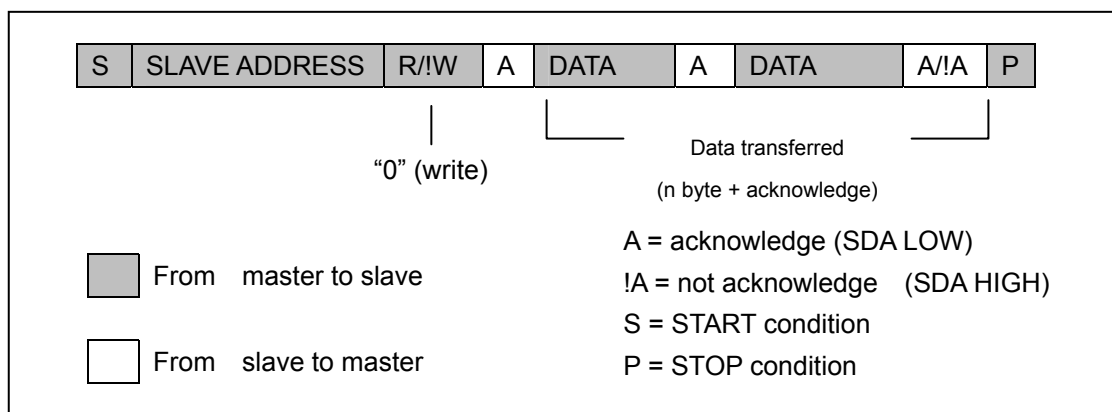 S SLAVE ADDRESS R/!W A DATA A DATA A/!A P
“0” (write)
Data transferred
(n byte + acknowledge)
A = acknowledge (SDA LOW)
!A = not acknowledge (SDA HIGH)
S = START condition
P = STOP condition
From master to slave
From slave to master